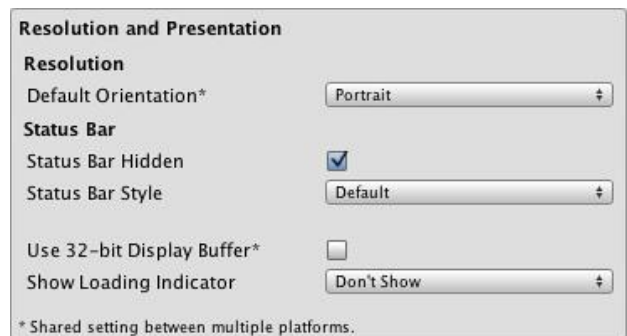 Resolution and Presentation
Resolution
Default Orientation* Portrait
Status Bar
Status Bar Hidden
Status Bar Style Default
Use 32-bit Display Buffer*
Show Loading Indicator Don't Show
* Shared setting between multiple platforms.